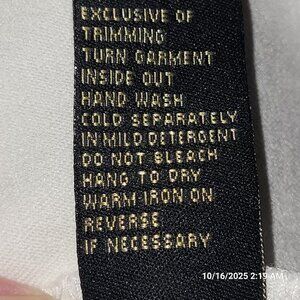 EXCLUSIVE OF
TRIMMING
TURN GARMENT
INSIDE OUT
HAND WASH
COLD SEPARATELY
IN MILD DETERGENT
DO NOT BLEACH
HANG TO DRY
WARM IRON ON
REVERSE
IF NECESSARY
10/16/2025 2:19 AM